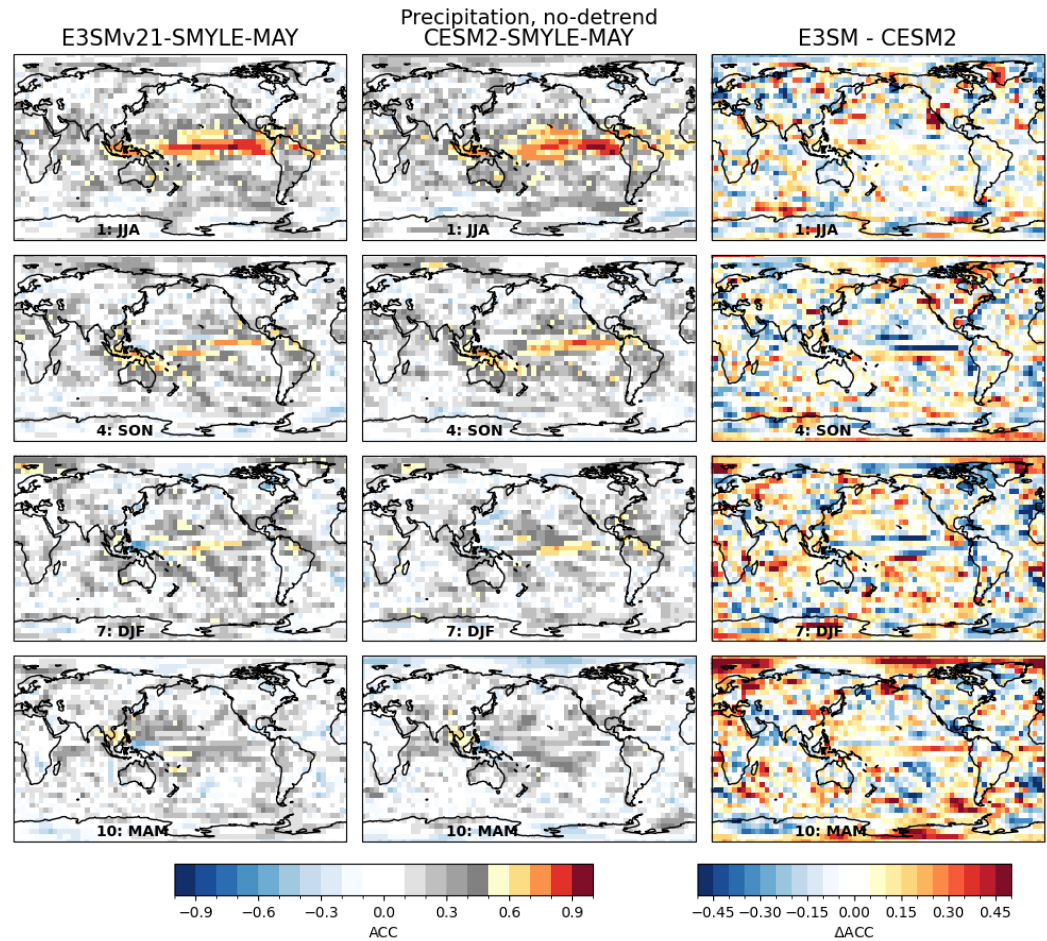 Precipitation, no-detrend
E3SMv21-SMYLE-MAY
CESM2-SMYLE-MAY
E3SM - CESM2
1: JJA
1: JJA
1: JJA
4: SON
4: SON
4: SON
7: DJF
7: DJF
7: DJF
10: MAM
10: MAM
10: MAM
−0.9 −0.6 −0.3 0.0 0.3 0.6 0.9
ACC
−0.45 −0.30 −0.15 0.00 0.15 0.30 0.45
ΔACC